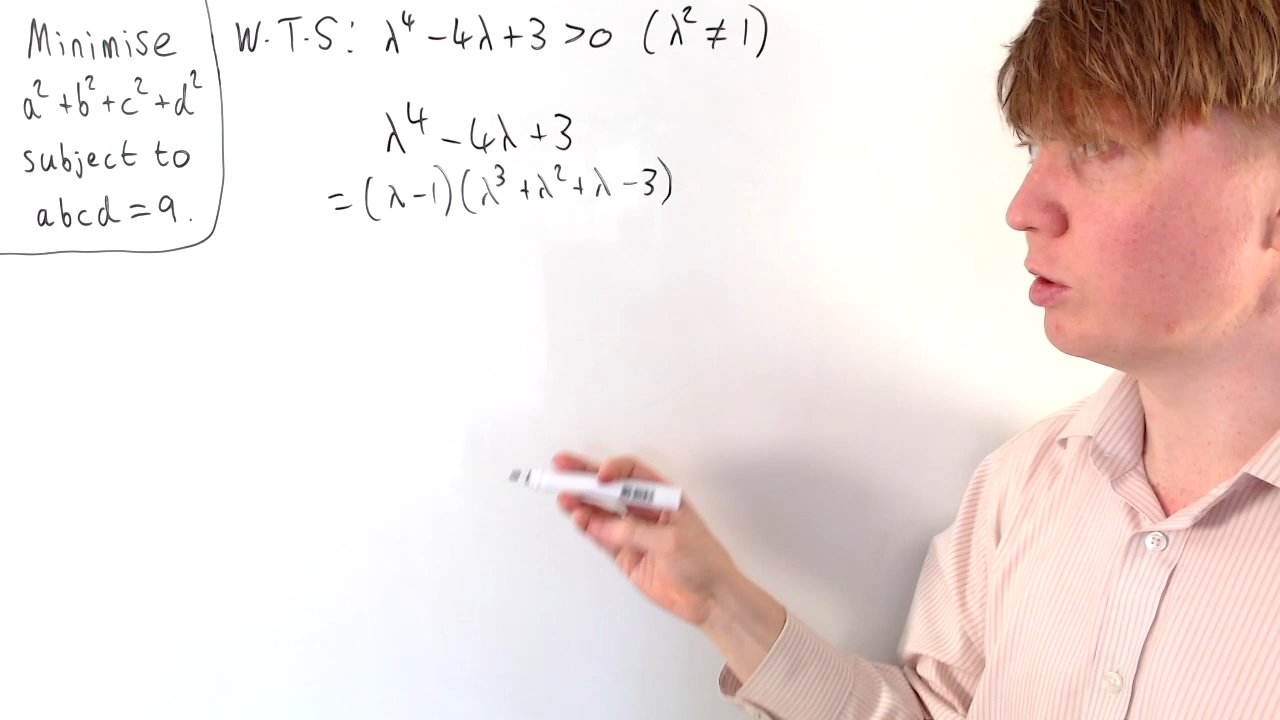 Minimise
a² + b² + c² + d²
subject to
abcd = 9.
W.T.S: λ⁴ - 4λ + 3 > 0 (λ² ≠ 1)
λ⁴ - 4λ + 3
= (λ - 1)(λ³ + λ² + λ - 3)